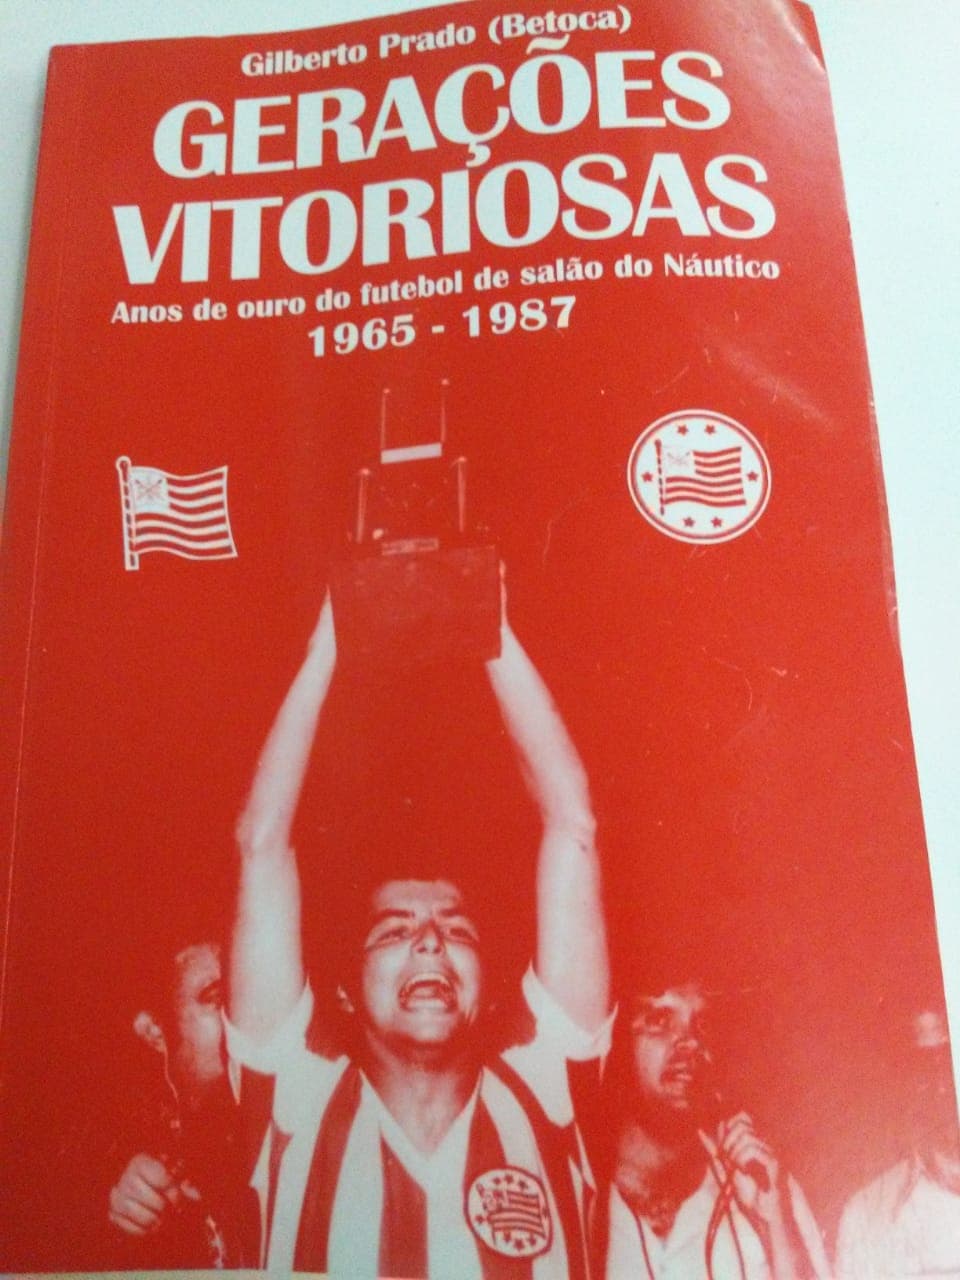 Gilberto Prado (Betoca)
GERAÇÕES
VITORIOSAS
Anos de ouro do futebol de salão do Náutico
1965 - 1987